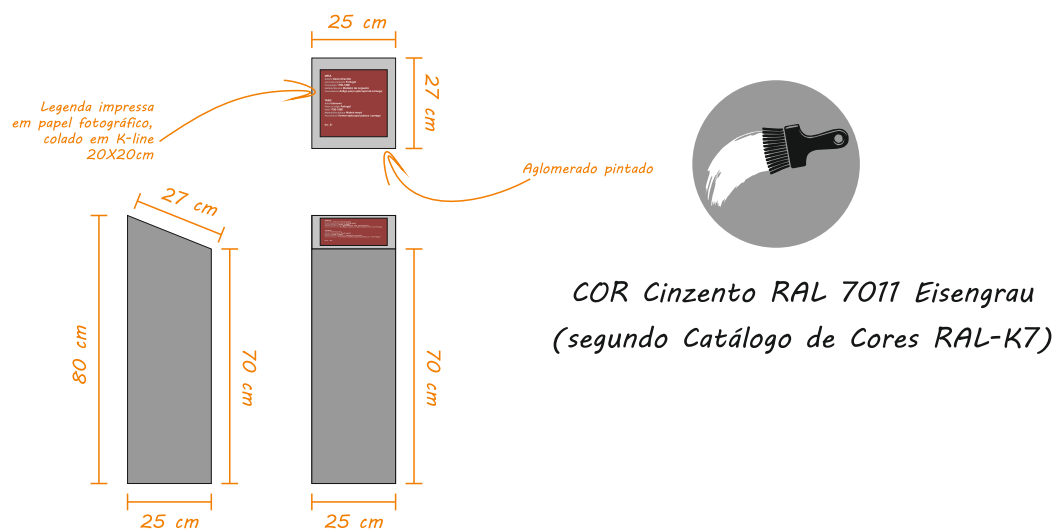 25 cm
27 cm
Legenda impressa
em papel fotográfico,
colado em K-line
20X20cm
Aglomerado pintado
27 cm
80 cm
70 cm
70 cm
25 cm
25 cm
COR Cinzento RAL 7011 Eisengrau
(segundo Catálogo de Cores RAL-K7)